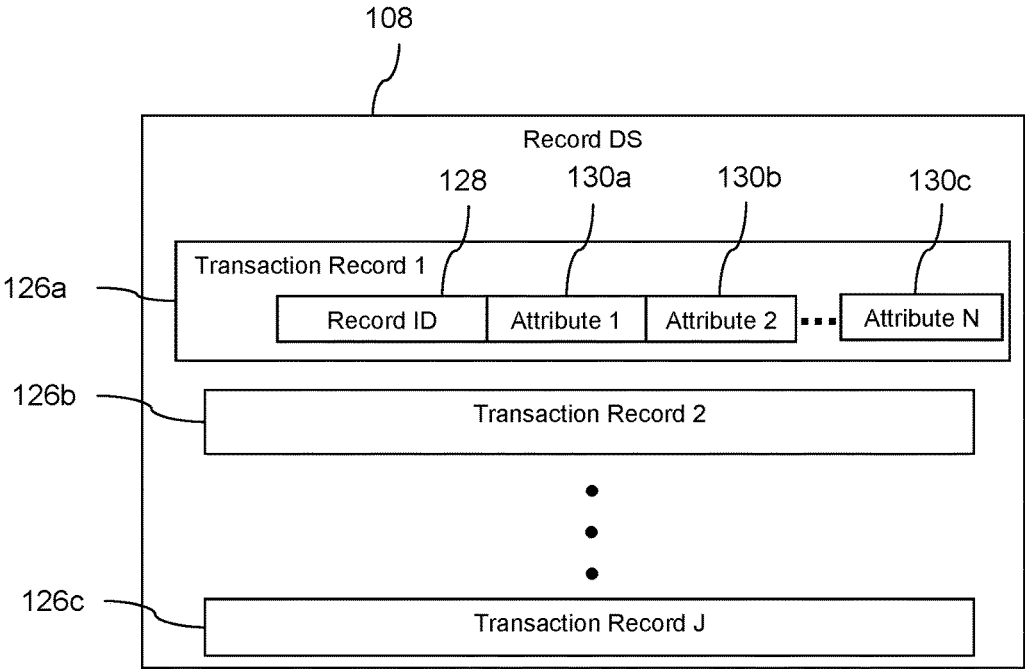 108
Record DS
128 130a 130b 130c
Transaction Record 1
126a
Record ID Attribute 1 Attribute 2 Attribute N
126b
Transaction Record 2
126c
Transaction Record J